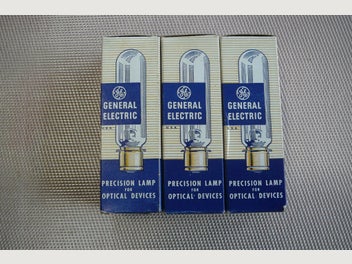 GE
GENERAL
ELECTRIC
U.S.A.
PRECISION LAMP
FOR
OPTICAL DEVICES
GE
GENERAL
ELECTRIC
U.S.A.
PRECISION LAMP
FOR
OPTICAL DEVICES
GE
GENERAL
ELECTRIC
U.S.A.
PRECISION LAMP
FOR
OPTICAL DEVICES